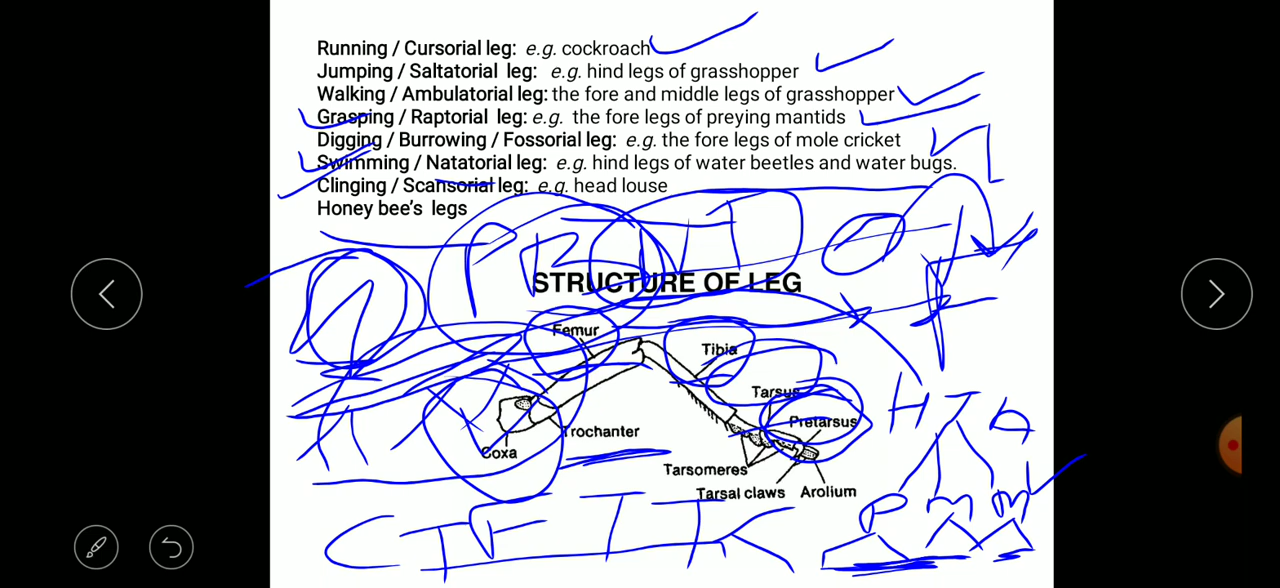 Running / Cursorial leg: e.g. cockroach
Jumping / Saltatorial leg: e.g. hind legs of grasshopper
Walking / Ambulatorial leg: the fore and middle legs of grasshopper
Grasping / Raptorial leg: e.g. the fore legs of preying mantids
Digging / Burrowing / Fossorial leg: e.g. the fore legs of mole cricket
Swimming / Natatorial leg: e.g. hind legs of water beetles and water bugs.
Clinging / Scansorial leg: e.g. head louse
Honey bee's legs
STRUCTURE OF LEG
Femur
Tibia
Tarsus
Pretarsus
Trochanter
Coxa
Tarsomeres
Tarsal claws
Arolium
H T A
P M M